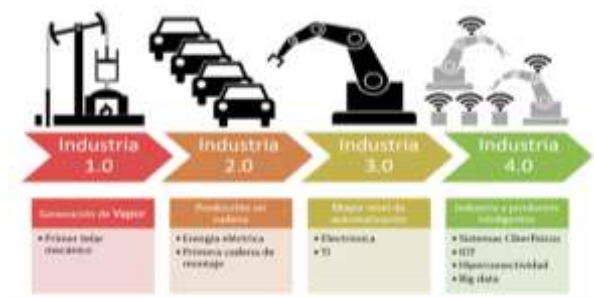 Industria
1.0
Industria
2.0
Industria
3.0
Industria
4.0
Generación de Vapor
• Primer telar
mecánico
Producción en
cadena
• Energía eléctrica
• Primera cadena de
montaje
Mayor nivel de
automatización
• Electrónica
• TI
Industria y productos
inteligentes
• Sistemas Ciberfísicos
• IOT
• Hiperconectividad
• Big data